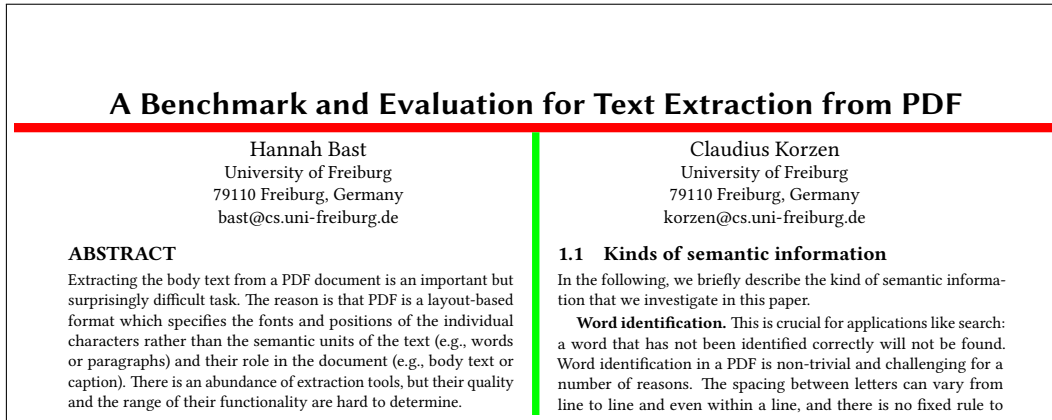 A Benchmark and Evaluation for Text Extraction from PDF
Hannah Bast
University of Freiburg
79110 Freiburg, Germany
bast@cs.uni-freiburg.de
ABSTRACT
Extracting the body text from a PDF document is an important but
surprisingly difficult task. The reason is that PDF is a layout-based
format which specifies the fonts and positions of the individual
characters rather than the semantic units of the text (e.g., words
or paragraphs) and their role in the document (e.g., body text or
caption). There is an abundance of extraction tools, but their quality
and the range of their functionality are hard to determine.
Claudius Korzen
University of Freiburg
79110 Freiburg, Germany
korzen@cs.uni-freiburg.de
1.1 Kinds of semantic information
In the following, we briefly describe the kind of semantic informa-
tion that we investigate in this paper.
Word identification. This is crucial for applications like search:
a word that has not been identified correctly will not be found.
Word identification in a PDF is non-trivial and challenging for a
number of reasons. The spacing between letters can vary from
line to line and even within a line, and there is no fixed rule to